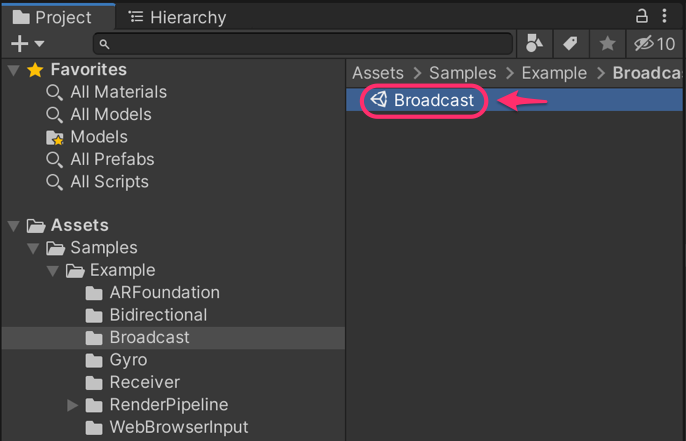 Project
Hierarchy
10
Favorites
All Materials
All Models
Models
All Prefabs
All Scripts
Assets
Samples
Example
ARFoundation
Bidirectional
Broadcast
Gyro
Receiver
RenderPipeline
WebBrowserInput
Assets > Samples > Example > Broadca
Broadcast